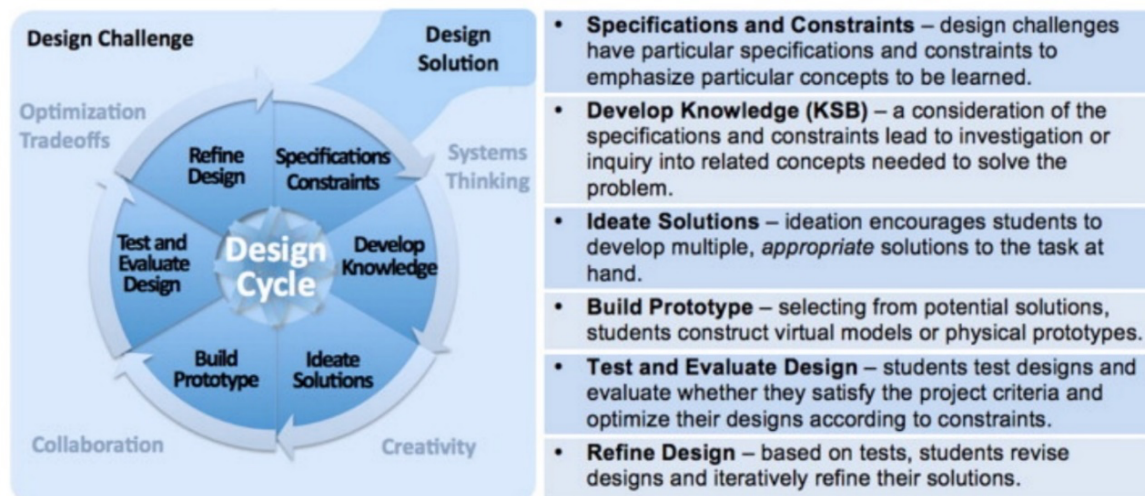 Design Challenge
Design
Solution
Optimization
Tradeoffs
Systems
Thinking
Collaboration
Creativity
Refine
Design
Specifications
Constraints
Develop
Knowledge
Ideate
Solutions
Build
Prototype
Test and
Evaluate
Design
Design
Cycle
• Specifications and Constraints – design challenges
have particular specifications and constraints to
emphasize particular concepts to be learned.
• Develop Knowledge (KSB) – a consideration of the
specifications and constraints lead to investigation or
inquiry into related concepts needed to solve the
problem.
• Ideate Solutions – ideation encourages students to
develop multiple, appropriate solutions to the task at
hand.
• Build Prototype – selecting from potential solutions,
students construct virtual models or physical prototypes.
• Test and Evaluate Design – students test designs and
evaluate whether they satisfy the project criteria and
optimize their designs according to constraints.
• Refine Design – based on tests, students revise
designs and iteratively refine their solutions.